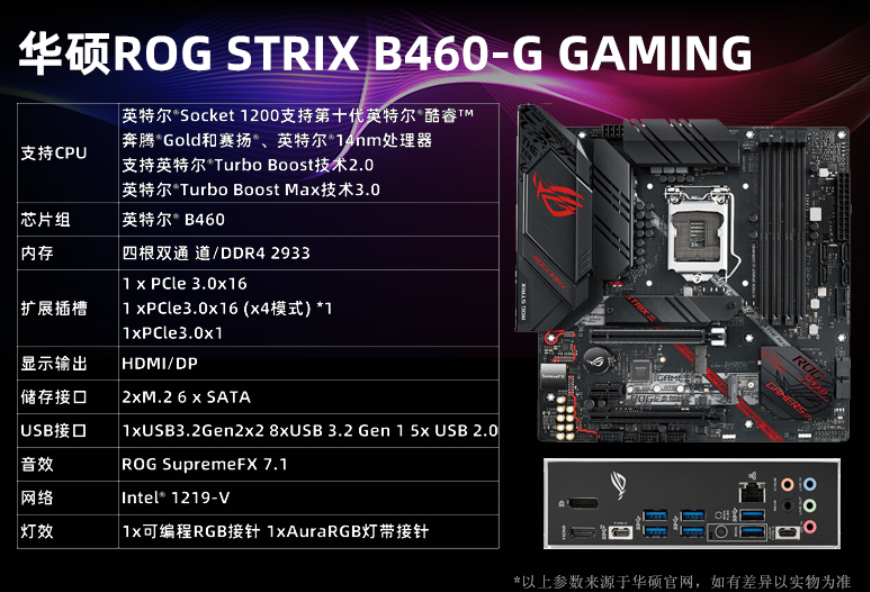 华硕ROG STRIX B460-G GAMING
支持CPU
英特尔®Socket 1200支持第十代英特尔®酷睿™
奔腾®Gold和赛扬®、英特尔®14nm处理器
支持英特尔®Turbo Boost技术2.0
英特尔®Turbo Boost Max技术3.0
芯片组
英特尔® B460
内存
四根双通 道/DDR4 2933
扩展插槽
1 x PCle 3.0x16
1 xPCle3.0x16 (x4模式) *1
1xPCle3.0x1
显示输出
HDMI/DP
储存接口
2xM.2 6 x SATA
USB接口
1xUSB3.2Gen2x2 8xUSB 3.2 Gen 1 5x USB 2.0
音效
ROG SupremeFX 7.1
网络
Intel® 1219-V
灯效
1x可编程RGB接针 1xAuraRGB灯带接针
ROG STRIX
STRIX
SupremeFX
GAMERS
*以上参数来源于华硕官网，如有差异以实物为准